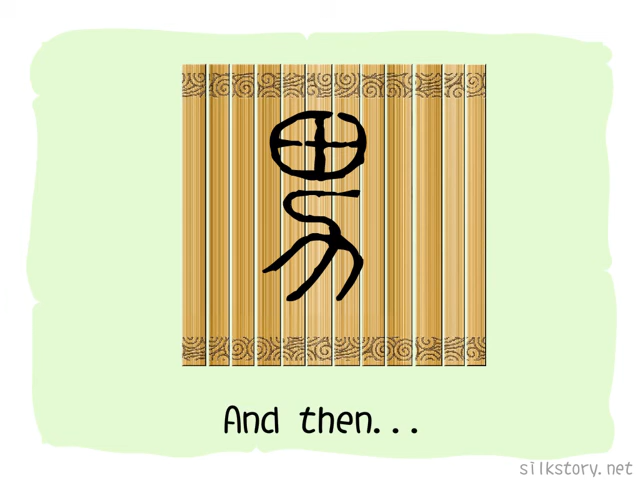 男
And then...
silkstory.net